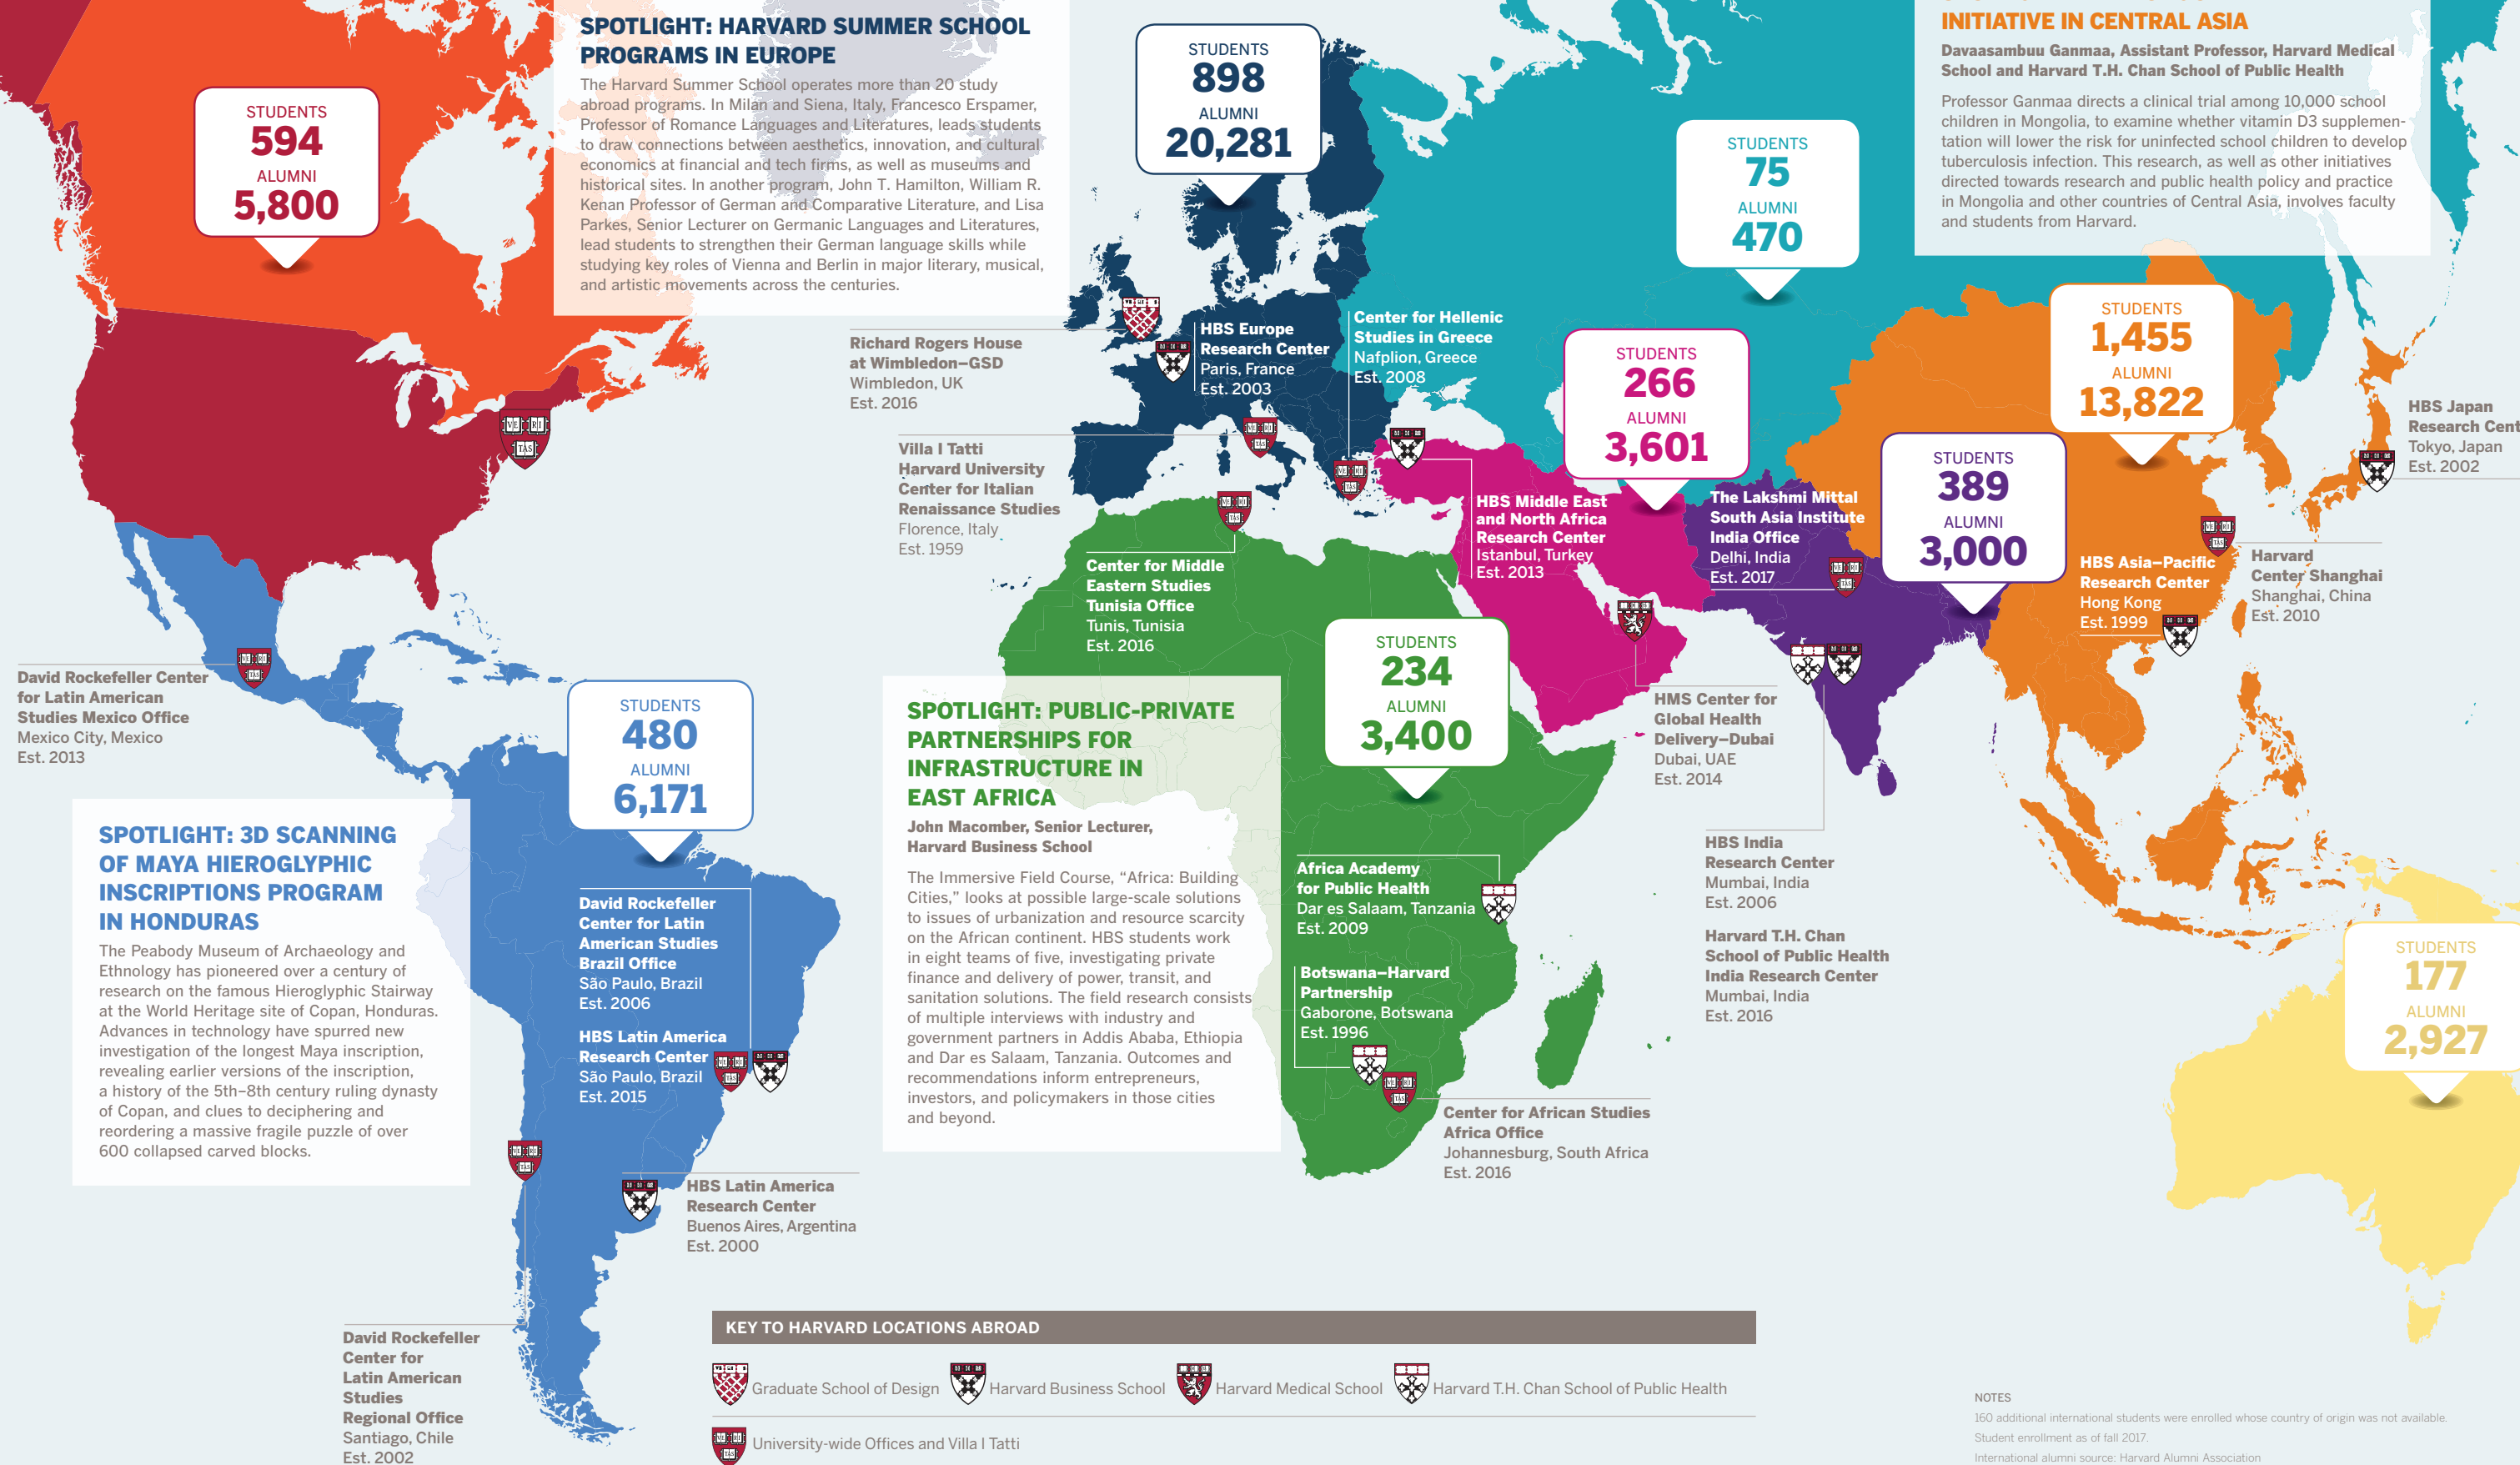 SPOTLIGHT: HARVARD SUMMER SCHOOL
PROGRAMS IN EUROPE
The Harvard Summer School operates more than 20 study
abroad programs. In Milan and Siena, Italy, Francesco Erspamer,
Professor of Romance Languages and Literatures, leads students
to draw connections between aesthetics, innovation, and cultural
economics at financial and tech firms, as well as museums and
historical sites. In another program, John T. Hamilton, William R.
Kenan Professor of German and Comparative Literature, and Lisa
Parkes, Senior Lecturer on Germanic Languages and Literatures,
lead students to strengthen their German language skills while
studying key roles of Vienna and Berlin in major literary, musical,
and artistic movements across the centuries.
INITIATIVE IN CENTRAL ASIA
Davaasambuu Ganmaa, Assistant Professor, Harvard Medical
School and Harvard T.H. Chan School of Public Health
Professor Ganmaa directs a clinical trial among 10,000 school
children in Mongolia, to examine whether vitamin D3 supplemen-
tation will lower the risk for uninfected school children to develop
tuberculosis infection. This research, as well as other initiatives
directed towards research and public health policy and practice
in Mongolia and other countries of Central Asia, involves faculty
and students from Harvard.
STUDENTS
594
ALUMNI
5,800
STUDENTS
898
ALUMNI
20,281
STUDENTS
75
ALUMNI
470
STUDENTS
266
ALUMNI
3,601
STUDENTS
1,455
ALUMNI
13,822
STUDENTS
389
ALUMNI
3,000
Richard Rogers House
at Wimbledon–GSD
Wimbledon, UK
Est. 2016
HBS Europe
Research Center
Paris, France
Est. 2003
Center for Hellenic
Studies in Greece
Nafplion, Greece
Est. 2008
Villa I Tatti
Harvard University
Center for Italian
Renaissance Studies
Florence, Italy
Est. 1959
HBS Japan
Research Cent
Tokyo, Japan
Est. 2002
HBS Middle East
and North Africa
Research Center
Istanbul, Turkey
Est. 2013
The Lakshmi Mittal
South Asia Institute
India Office
Delhi, India
Est. 2017
Center for Middle
Eastern Studies
Tunisia Office
Tunis, Tunisia
Est. 2016
HBS Asia–Pacific
Research Center
Hong Kong
Est. 1999
Harvard
Center Shanghai
Shanghai, China
Est. 2010
David Rockefeller Center
for Latin American
Studies Mexico Office
Mexico City, Mexico
Est. 2013
STUDENTS
480
ALUMNI
6,171
STUDENTS
234
ALUMNI
3,400
HMS Center for
Global Health
Delivery–Dubai
Dubai, UAE
Est. 2014
SPOTLIGHT: PUBLIC-PRIVATE
PARTNERSHIPS FOR
INFRASTRUCTURE IN
EAST AFRICA
John Macomber, Senior Lecturer,
Harvard Business School
The Immersive Field Course, “Africa: Building
Cities,” looks at possible large-scale solutions
to issues of urbanization and resource scarcity
on the African continent. HBS students work
in eight teams of five, investigating private
finance and delivery of power, transit, and
sanitation solutions. The field research consists
of multiple interviews with industry and
government partners in Addis Ababa, Ethiopia
and Dar es Salaam, Tanzania. Outcomes and
recommendations inform entrepreneurs,
investors, and policymakers in those cities
and beyond.
SPOTLIGHT: 3D SCANNING
OF MAYA HIEROGLYPHIC
INSCRIPTIONS PROGRAM
IN HONDURAS
The Peabody Museum of Archaeology and
Ethnology has pioneered over a century of
research on the famous Hieroglyphic Stairway
at the World Heritage site of Copan, Honduras.
Advances in technology have spurred new
investigation of the longest Maya inscription,
revealing earlier versions of the inscription,
a history of the 5th–8th century ruling dynasty
of Copan, and clues to deciphering and
reordering a massive fragile puzzle of over
600 collapsed carved blocks.
David Rockefeller
Center for Latin
American Studies
Brazil Office
São Paulo, Brazil
Est. 2006
HBS Latin America
Research Center
São Paulo, Brazil
Est. 2015
Africa Academy
for Public Health
Dar es Salaam, Tanzania
Est. 2009
Botswana–Harvard
Partnership
Gaborone, Botswana
Est. 1996
HBS India
Research Center
Mumbai, India
Est. 2006
Harvard T.H. Chan
School of Public Health
India Research Center
Mumbai, India
Est. 2016
STUDENTS
177
ALUMNI
2,927
Center for African Studies
Africa Office
Johannesburg, South Africa
Est. 2016
HBS Latin America
Research Center
Buenos Aires, Argentina
Est. 2000
David Rockefeller
Center for
Latin American
Studies
Regional Office
Santiago, Chile
Est. 2002
KEY TO HARVARD LOCATIONS ABROAD
Graduate School of Design
Harvard Business School
Harvard Medical School
Harvard T.H. Chan School of Public Health
VE RI TAS
University-wide Offices and Villa I Tatti
NOTES
160 additional international students were enrolled whose country of origin was not available.
Student enrollment as of fall 2017.
International alumni source: Harvard Alumni Association